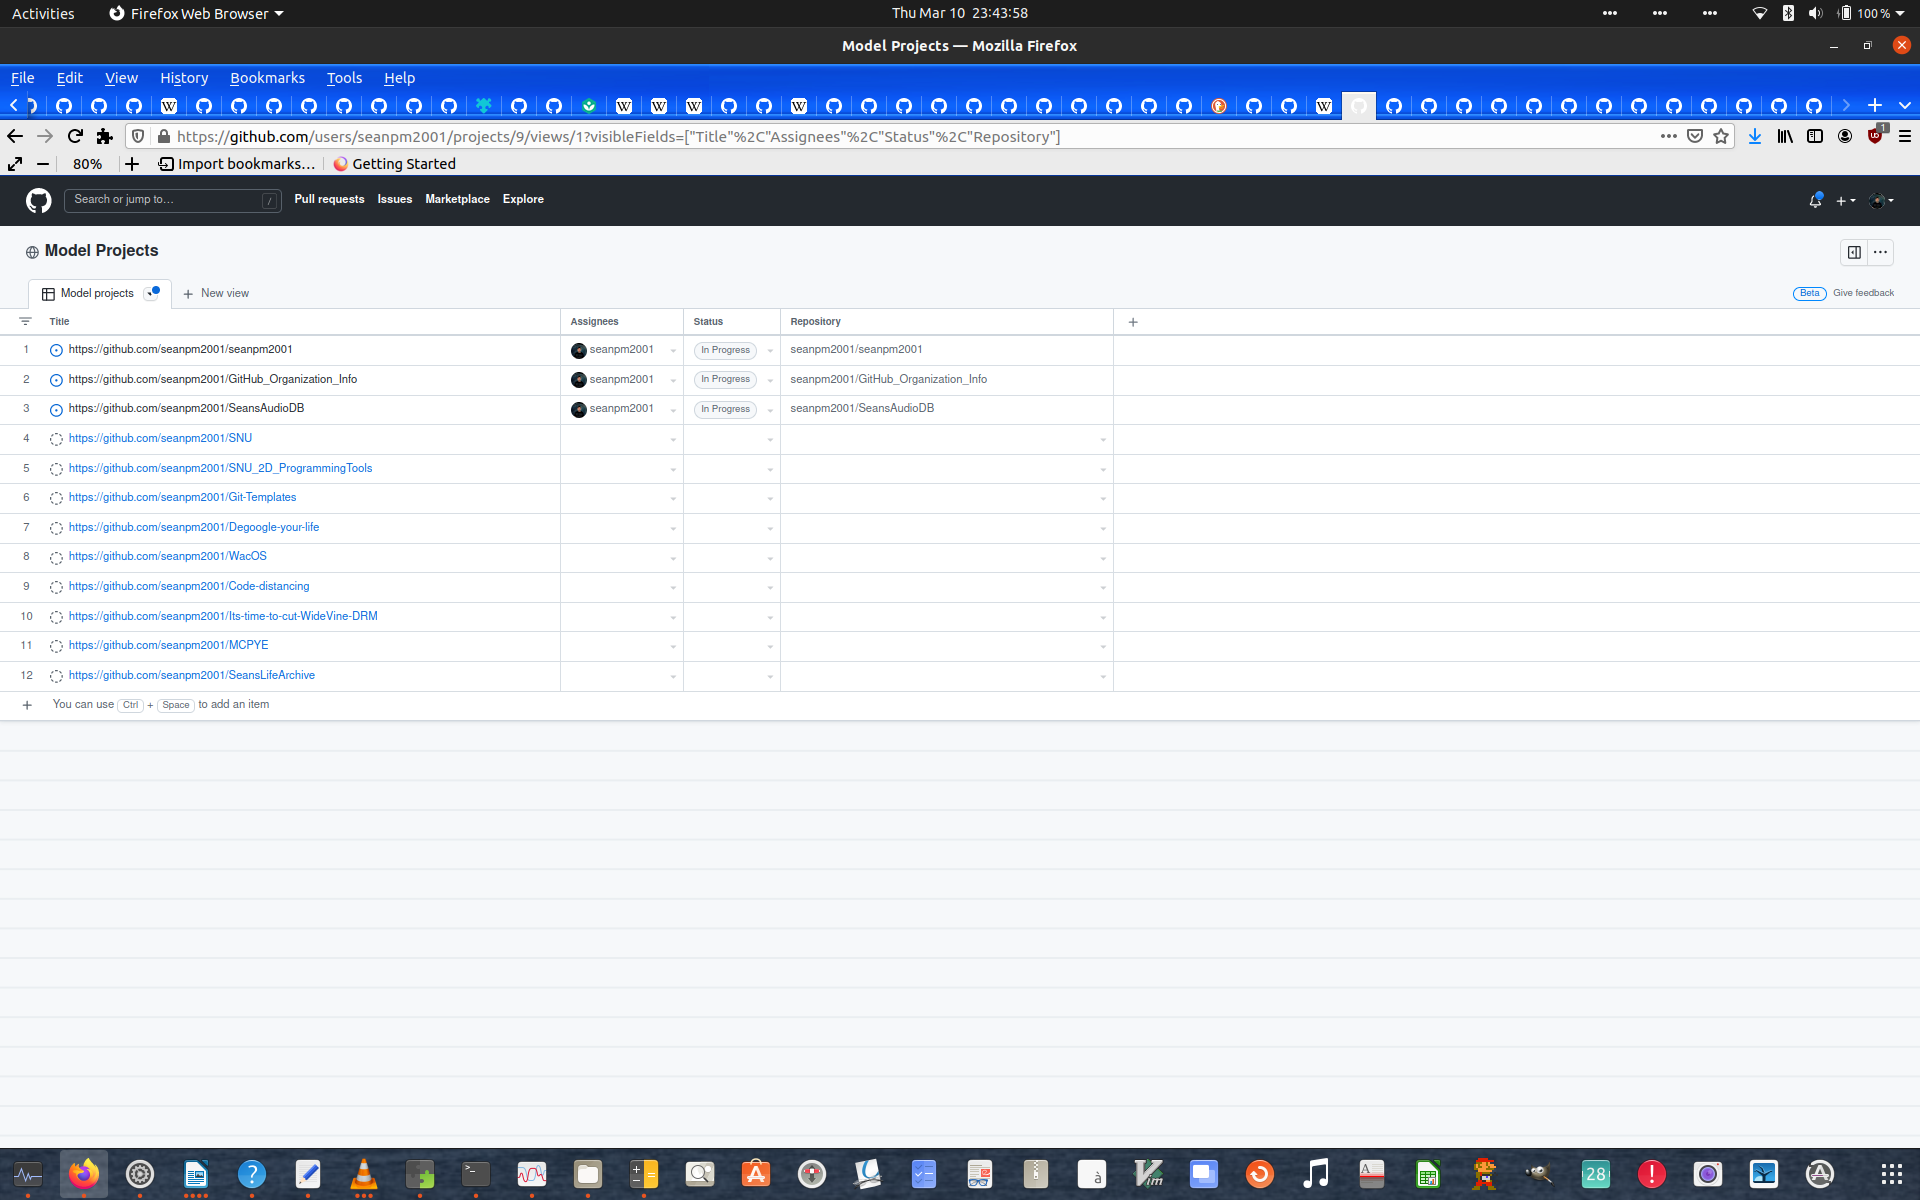 Activities
Firefox Web Browser
Thu Mar 10 23:43:58
100 %
Model Projects — Mozilla Firefox
File Edit View History Bookmarks Tools Help
https://github.com/users/seanpm2001/projects/9/views/1?visibleFields=["Title"%2C"Assignees"%2C"Status"%2C"Repository"]
1
80%
Import bookmarks...
Getting Started
Search or jump to...
/
Pull requests Issues Marketplace Explore
Model Projects
Model projects
New view
Beta
Give feedback
Title Assignees Status Repository
1 https://github.com/seanpm2001/seanpm2001 seanpm2001 In Progress seanpm2001/seanpm2001
2 https://github.com/seanpm2001/GitHub_Organization_Info seanpm2001 In Progress seanpm2001/GitHub_Organization_Info
3 https://github.com/seanpm2001/SeansAudioDB seanpm2001 In Progress seanpm2001/SeansAudioDB
4 https://github.com/seanpm2001/SNU
5 https://github.com/seanpm2001/SNU_2D_ProgrammingTools
6 https://github.com/seanpm2001/Git-Templates
7 https://github.com/seanpm2001/Degoogle-your-life
8 https://github.com/seanpm2001/WacOS
9 https://github.com/seanpm2001/Code-distancing
10 https://github.com/seanpm2001/Its-time-to-cut-WideVine-DRM
11 https://github.com/seanpm2001/MCPYE
12 https://github.com/seanpm2001/SeansLifeArchive
+ You can use Ctrl + Space to add an item
28